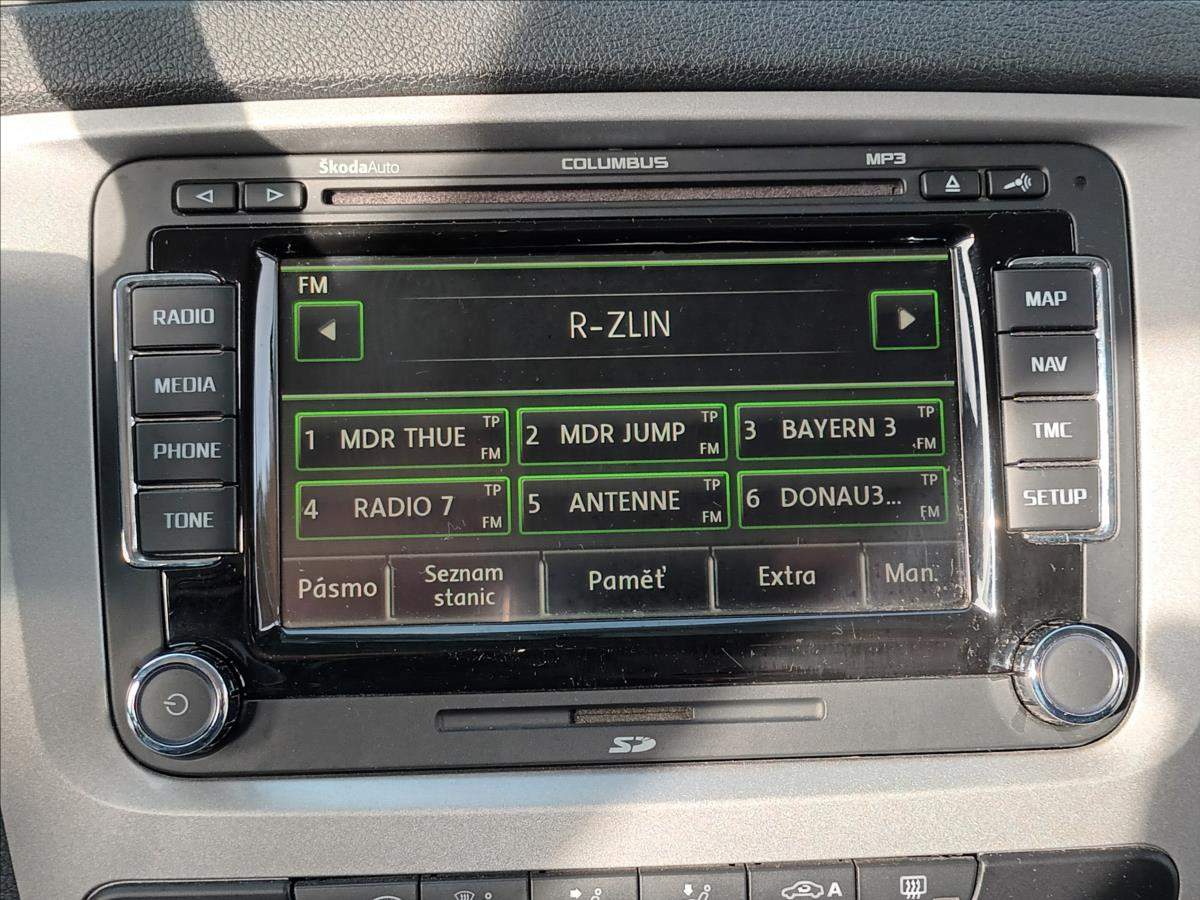 ŠkodaAuto
COLUMBUS
MP3
RADIO
MEDIA
PHONE
TONE
FM
R-ZLIN
1 MDR THUE TP FM
2 MDR JUMP TP FM
3 BAYERN 3 TP FM
4 RADIO 7 TP FM
5 ANTENNE TP FM
6 DONAU3... TP FM
Pásmo
Seznam
stanic
Paměť
Extra
Man.
MAP
NAV
TMC
SETUP
SD
A